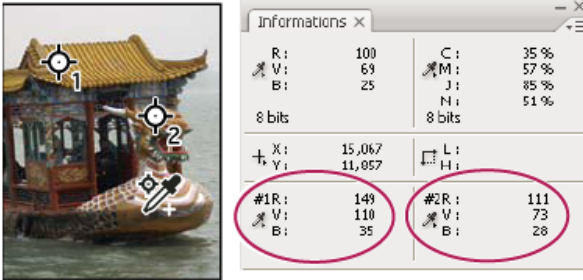 1
2
Informations ×
R : 100
V : 69
B : 25
8 bits
C : 35 %
M : 57 %
J : 85 %
N : 51 %
8 bits
X : 15,067
Y : 11,857
L :
H :
#1R : 149
V : 110
B : 35
#2R : 111
V : 73
B : 28